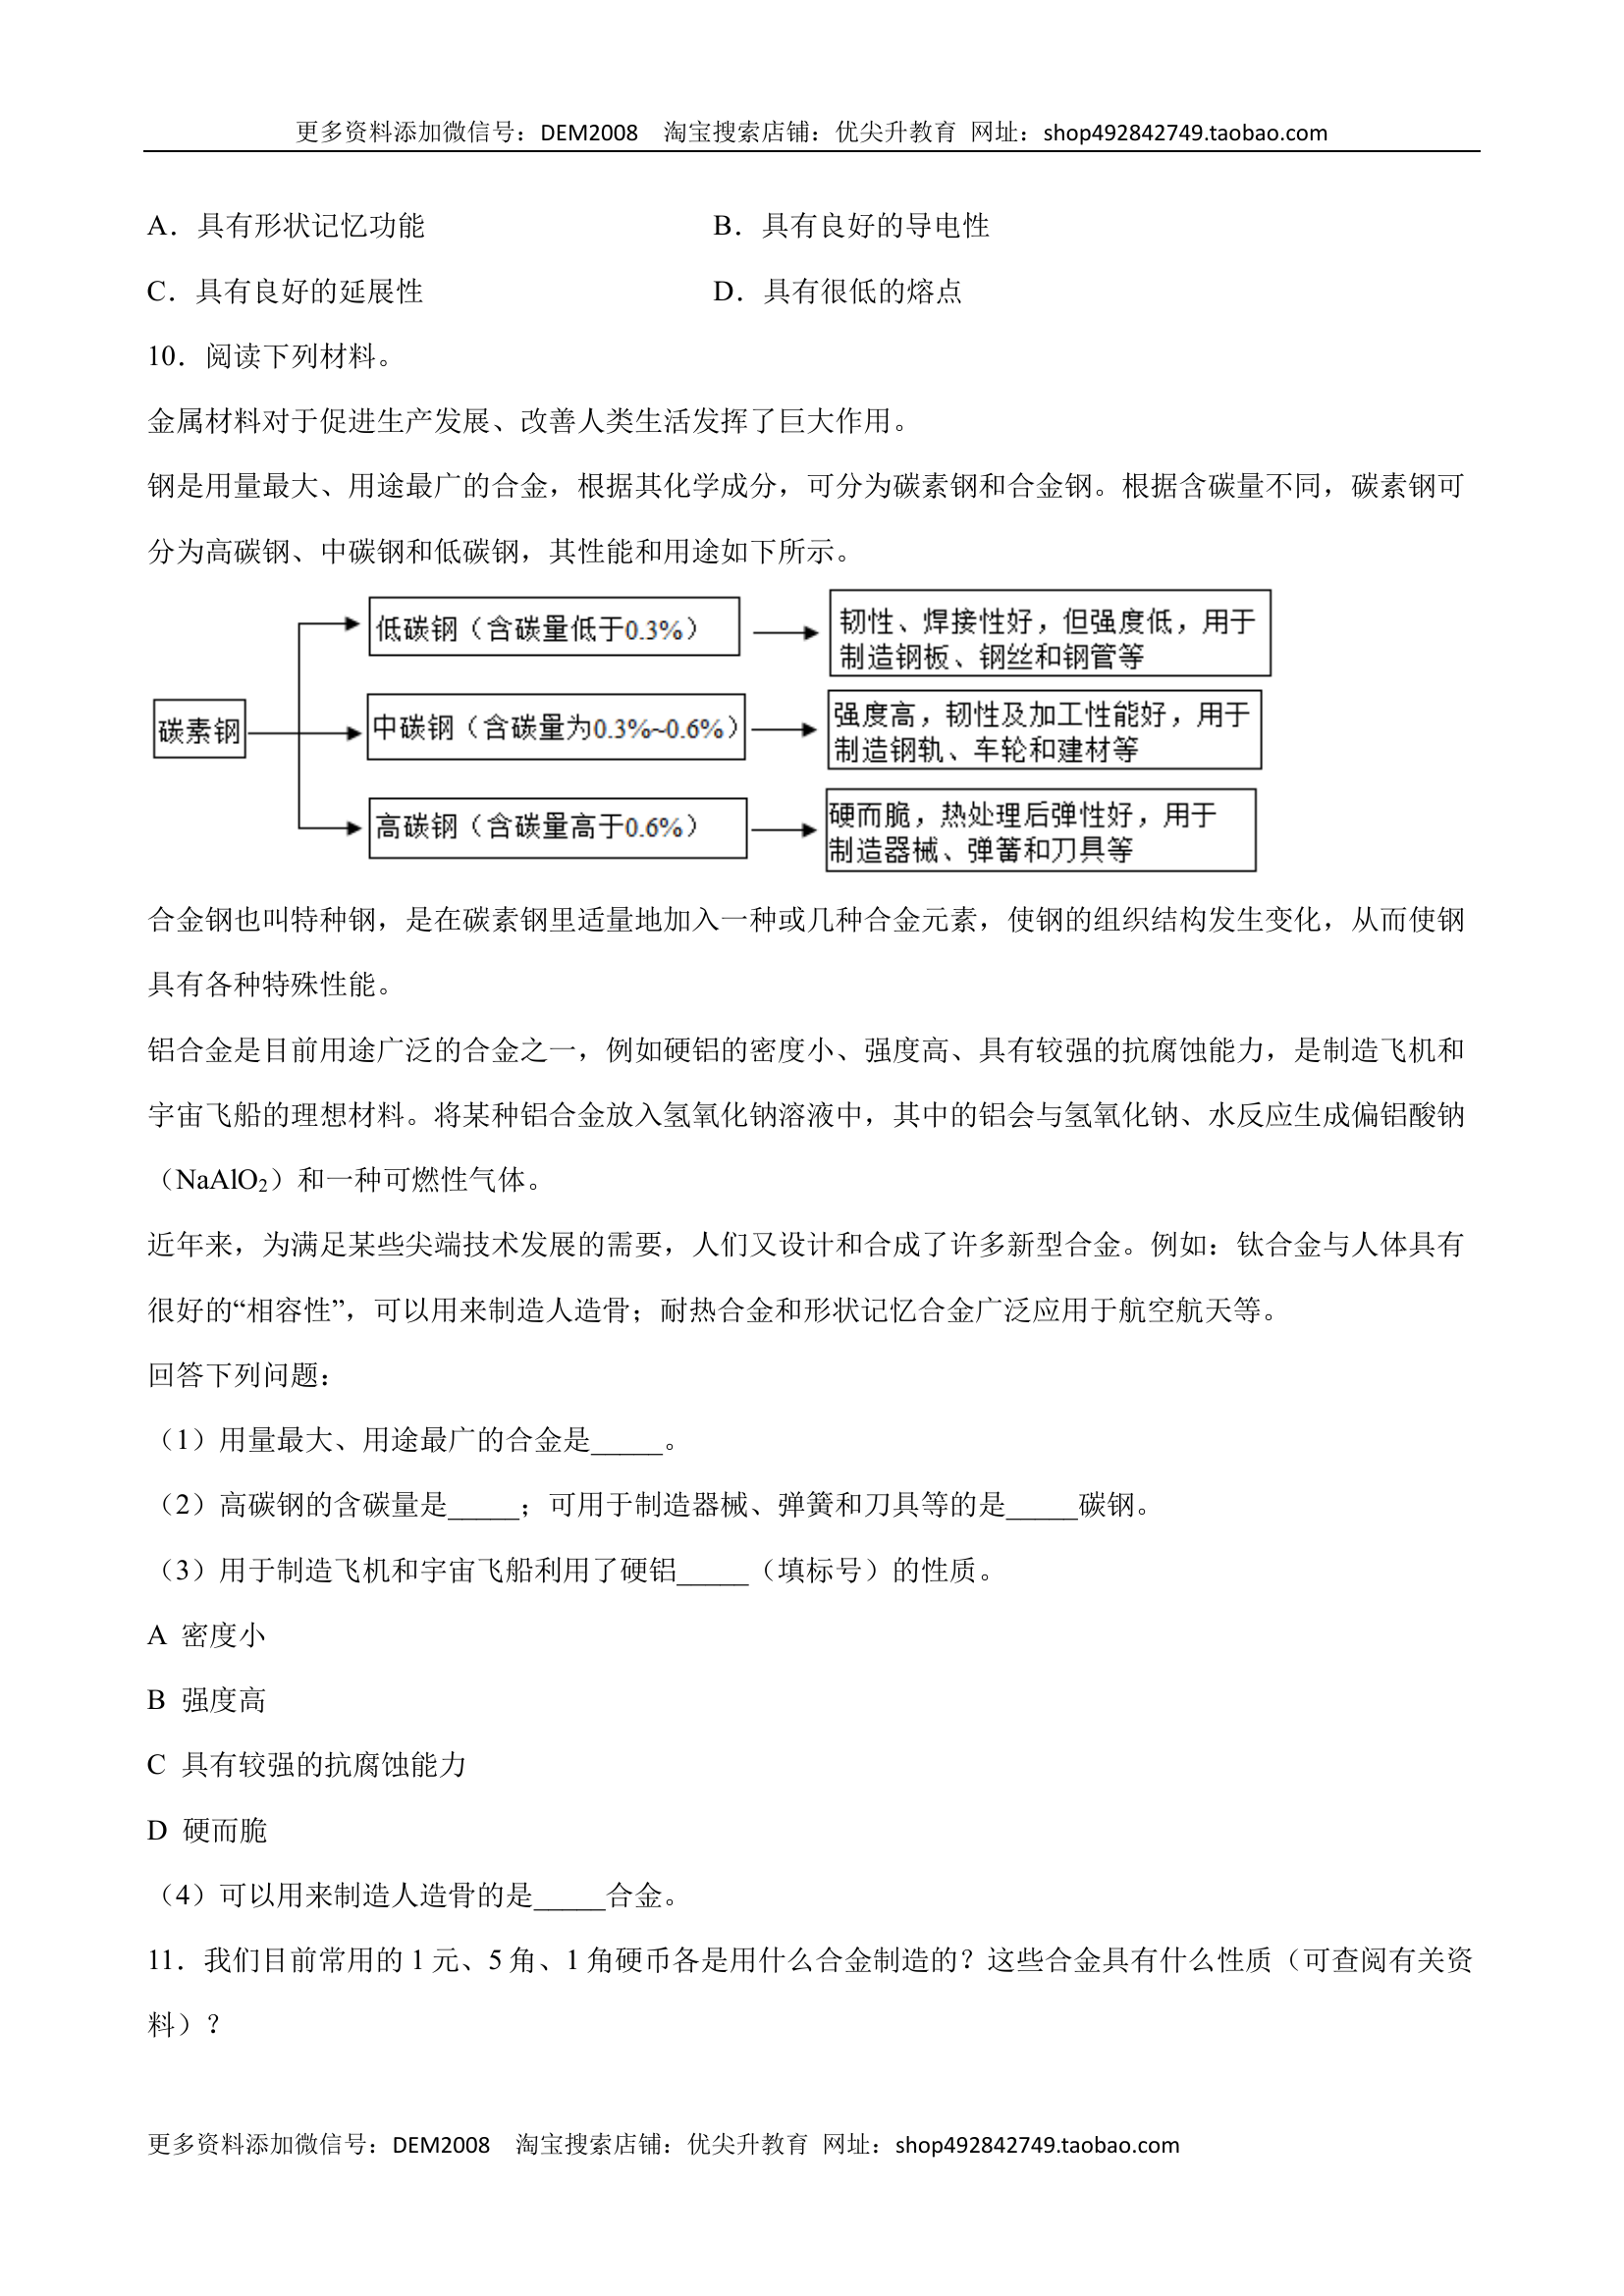 更多资料添加微信号：DEM2008 淘宝搜索店铺：优尖升教育 网址：shop492842749.taobao.com
A．具有形状记忆功能 B．具有良好的导电性
C．具有良好的延展性 D．具有很低的熔点
10．阅读下列材料。
金属材料对于促进生产发展、改善人类生活发挥了巨大作用。
钢是用量最大、用途最广的合金，根据其化学成分，可分为碳素钢和合金钢。根据含碳量不同，碳素钢可
分为高碳钢、中碳钢和低碳钢，其性能和用途如下所示。
碳素钢
低碳钢（含碳量低于0.3%）
韧性、焊接性好，但强度低，用于
制造钢板、钢丝和钢管等
中碳钢（含碳量为0.3%~0.6%）
强度高，韧性及加工性能好，用于
制造钢轨、车轮和建材等
高碳钢（含碳量高于0.6%）
硬而脆，热处理后弹性好，用于
制造器械、弹簧和刀具等
合金钢也叫特种钢，是在碳素钢里适量地加入一种或几种合金元素，使钢的组织结构发生变化，从而使钢
具有各种特殊性能。
铝合金是目前用途广泛的合金之一，例如硬铝的密度小、强度高、具有较强的抗腐蚀能力，是制造飞机和
宇宙飞船的理想材料。将某种铝合金放入氢氧化钠溶液中，其中的铝会与氢氧化钠、水反应生成偏铝酸钠
（NaAlO₂）和一种可燃性气体。
近年来，为满足某些尖端技术发展的需要，人们又设计和合成了许多新型合金。例如：钛合金与人体具有
很好的“相容性”，可以用来制造人造骨；耐热合金和形状记忆合金广泛应用于航空航天等。
回答下列问题：
（1）用量最大、用途最广的合金是_____。
（2）高碳钢的含碳量是_____；可用于制造器械、弹簧和刀具等的是_____碳钢。
（3）用于制造飞机和宇宙飞船利用了硬铝_____（填标号）的性质。
A 密度小
B 强度高
C 具有较强的抗腐蚀能力
D 硬而脆
（4）可以用来制造人造骨的是_____合金。
11．我们目前常用的 1 元、5 角、1 角硬币各是用什么合金制造的？这些合金具有什么性质（可查阅有关资
料）？
更多资料添加微信号：DEM2008 淘宝搜索店铺：优尖升教育 网址：shop492842749.taobao.com